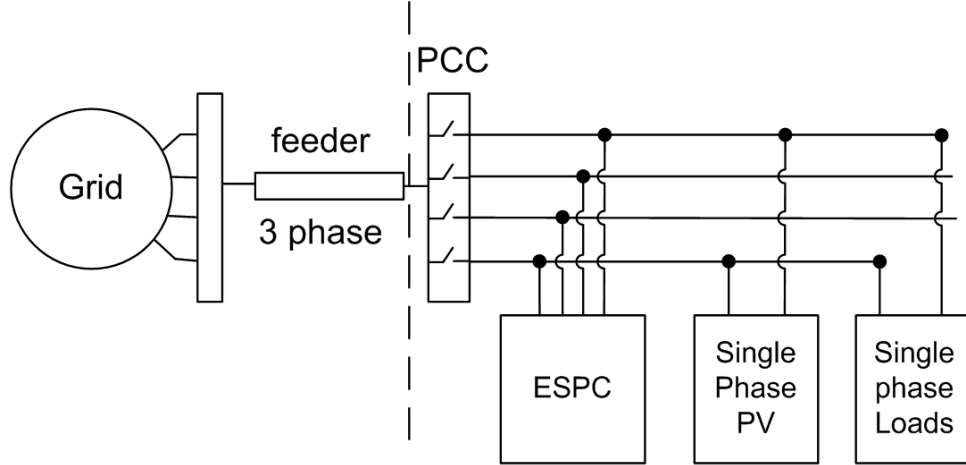 PCC
feeder
Grid
3 phase
ESPC
Single
Phase
PV
Single
phase
Loads